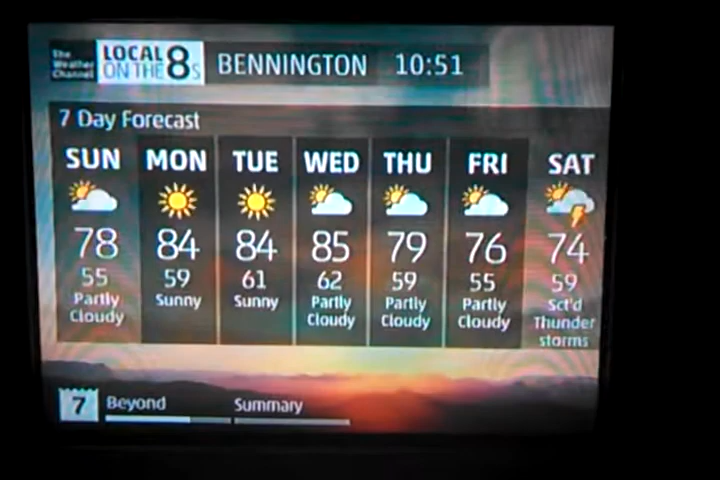 The Weather Channel
LOCAL ON THE 8s
BENNINGTON 10:51
7 Day Forecast
SUN MON TUE WED THU FRI SAT
78 84 84 85 79 76 74
55 59 61 62 59 55 59
Partly Cloudy
Sunny
Sunny
Partly Cloudy
Partly Cloudy
Partly Cloudy
Sct'd Thunder storms
7 Beyond Summary